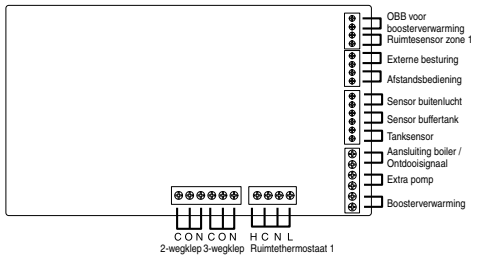 OBB voor
boosterverwarming
Ruimtesensor zone 1
Externe besturing
Afstandsbediening
Sensor buitenlucht
Sensor buffertank
Tanksensor
Aansluiting boiler /
Ontdooisignaal
Extra pomp
Boosterverwarming
C O N C O N H C N L
2-wegklep 3-wegklep Ruimtethermostaat 1